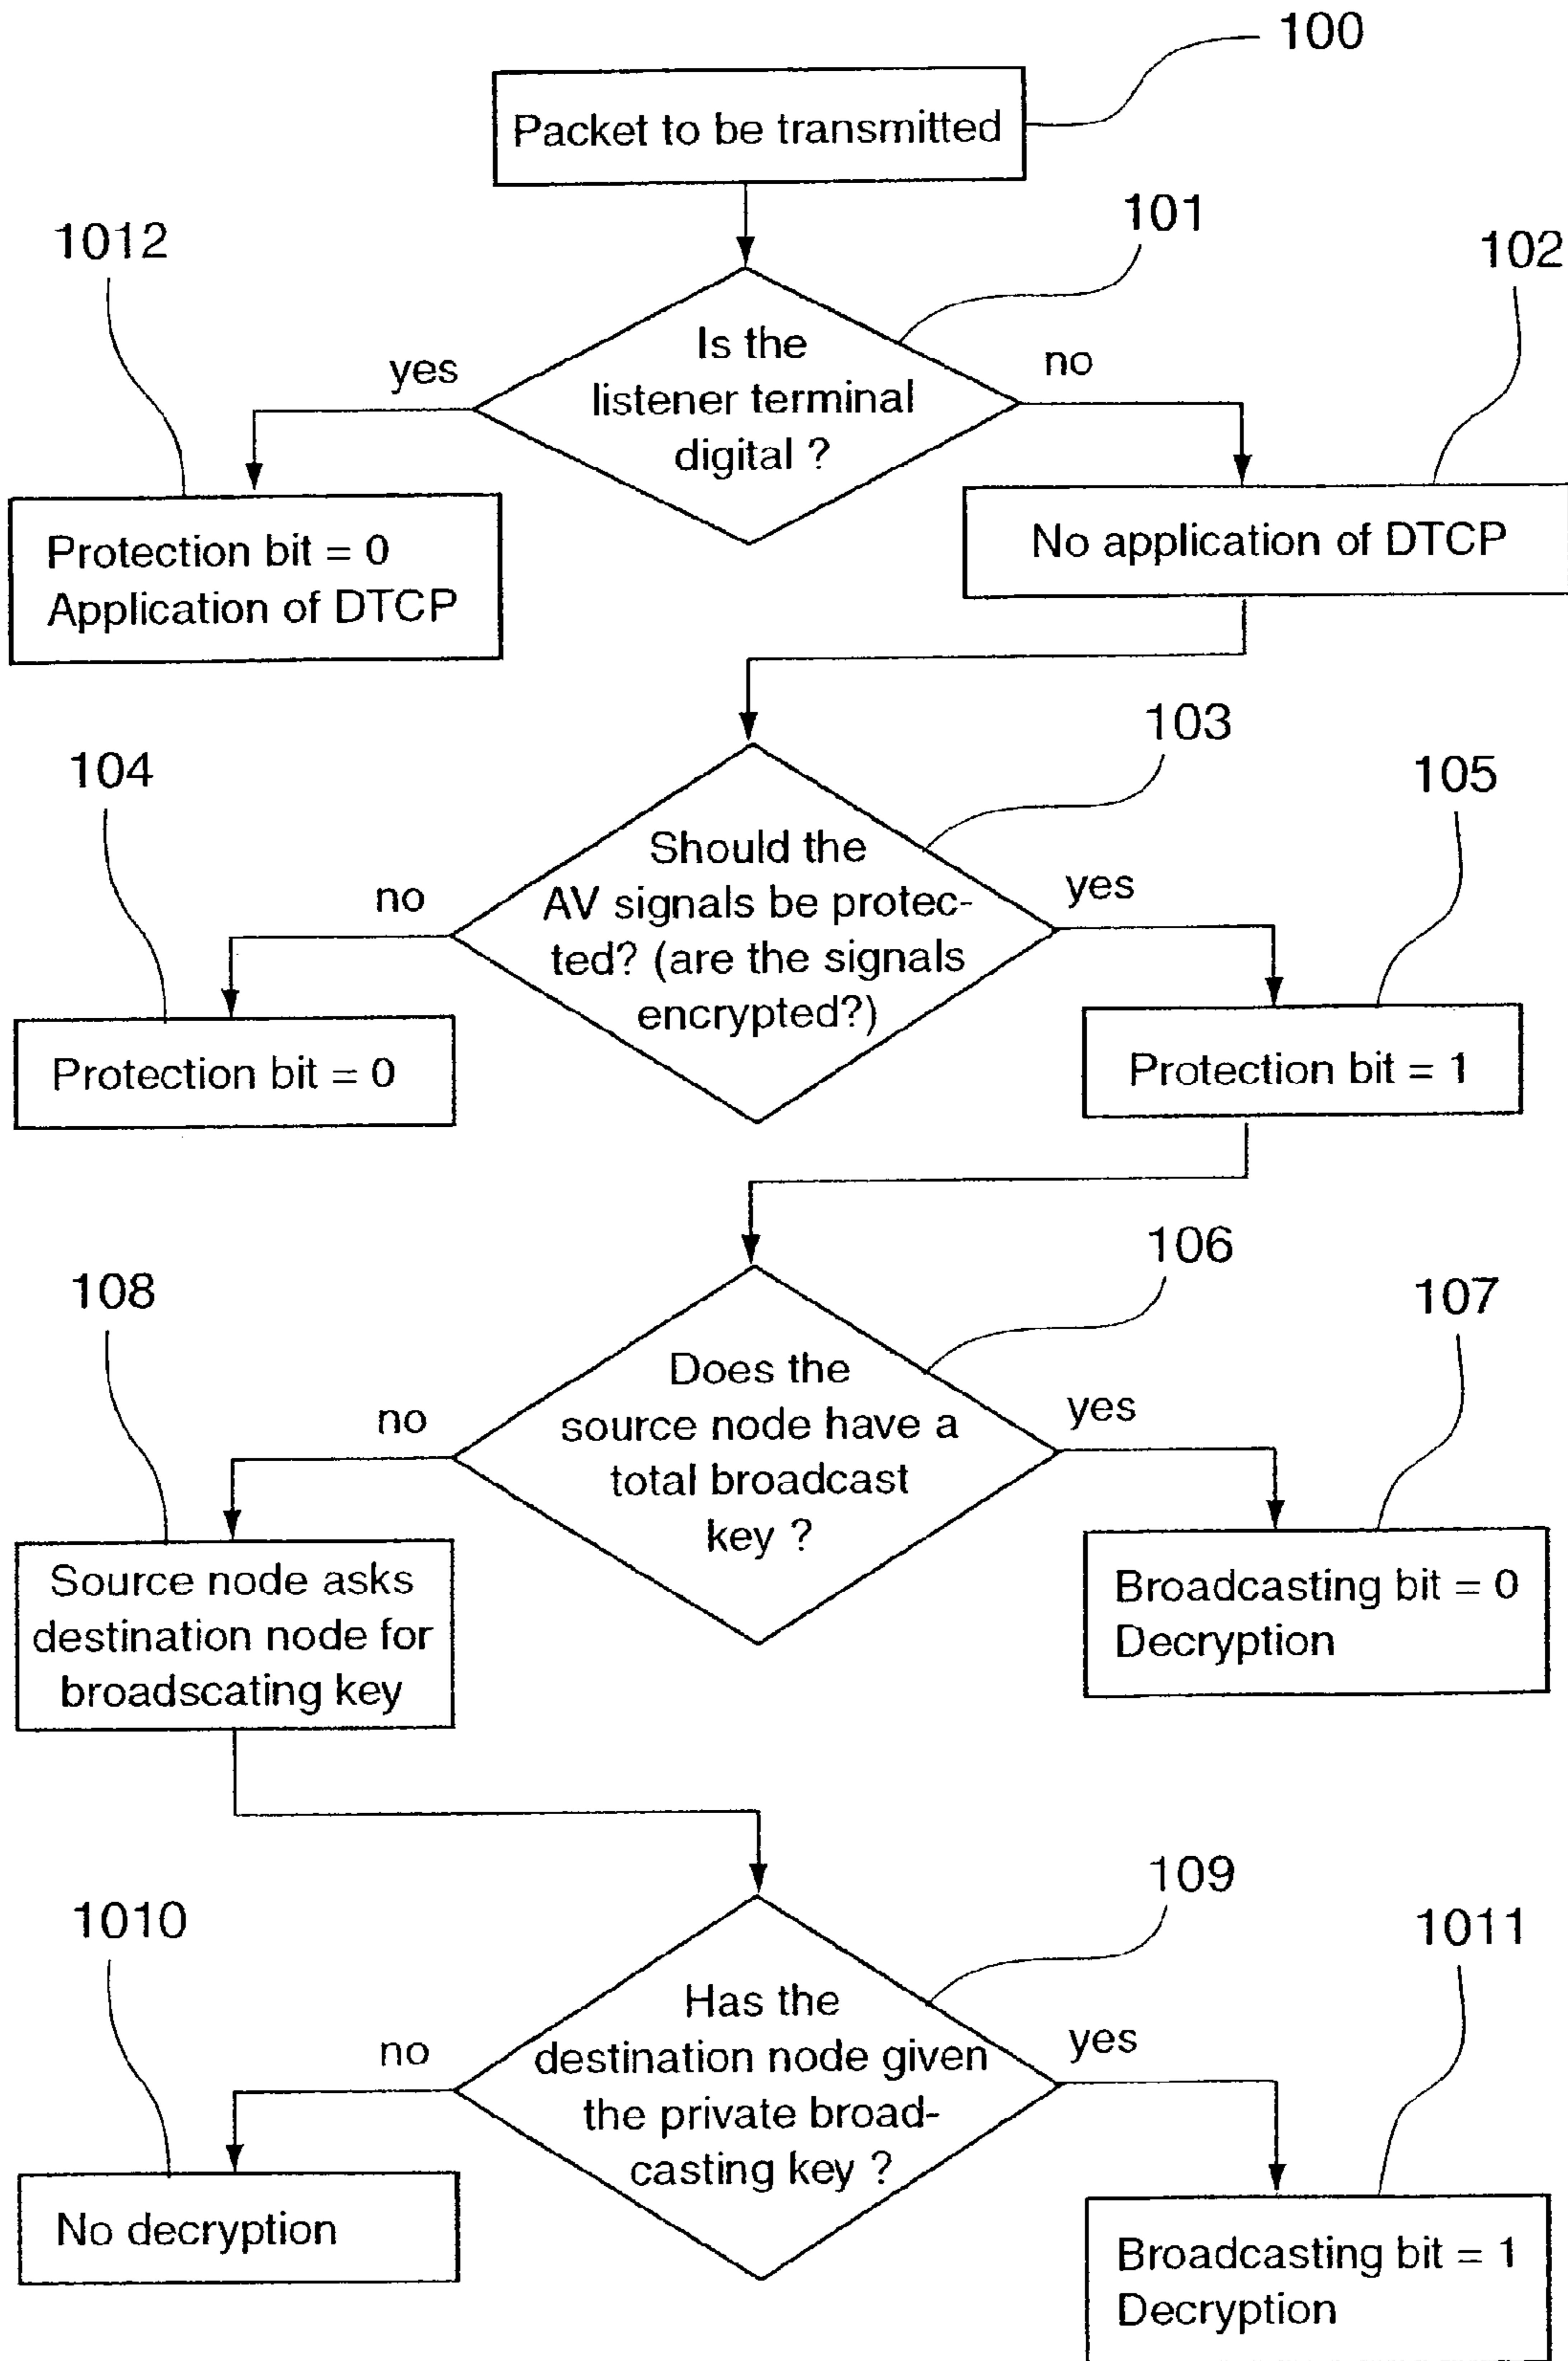 100
Packet to be transmitted
1012
101
102
Is the
listener terminal
digital ?
yes
no
Protection bit = 0
Application of DTCP
No application of DTCP
104
103
105
Should the
AV signals be protec-
ted? (are the signals
encrypted?)
no
yes
Protection bit = 0
Protection bit = 1
108
106
107
Does the
source node have a
total broadcast
key ?
no
yes
Source node asks
destination node for
broadscating key
Broadcasting bit = 0
Decryption
1010
109
1011
Has the
destination node given
the private broad-
casting key ?
no
yes
No decryption
Broadcasting bit = 1
Decryption